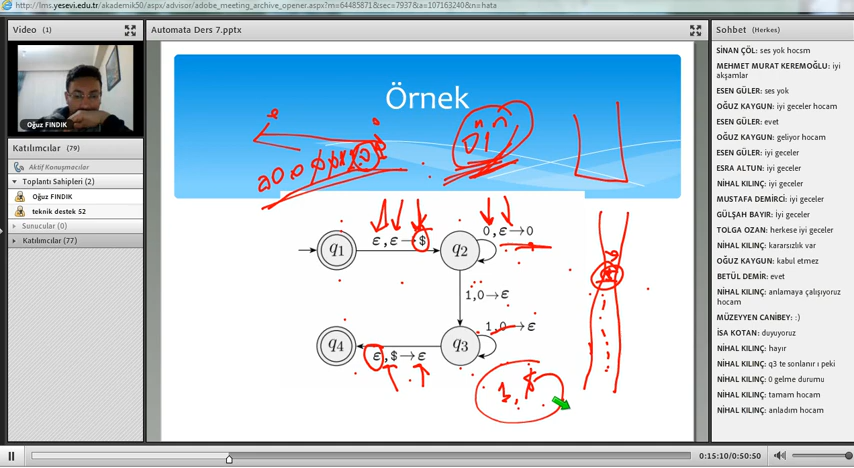 http://lms.yesevi.edu.tr/akademik50/aspx/advisor/adobe_meeting_archive_opener.aspx?m=64485871&sec=7937&a=107163240&n=hata
Video (1)
Oğuz FINDIK
Katılımcılar (79)
Aktif Konuşmacılar
Toplantı Sahipleri (2)
Oğuz FINDIK
teknik destek 52
Sunucular (0)
Katılımcılar (77)
Automata Ders 7.pptx
Örnek
0ⁿ1ⁿ
q1
ε,ε→$
q2
0,ε→0
1,0→ε
q4
ε,$→ε
q3
1,0→ε
1,$
Sohbet (Herkes)
SİNAN ÇÖL: ses yok hocsm
MEHMET MURAT KEREMOĞLU: iyi
akşamlar
ESEN GÜLER: ses yok
OĞUZ KAYGUN: iyi geceler hocam
ESEN GÜLER: evet
OĞUZ KAYGUN: geliyor hocam
ESEN GÜLER: iyi geceler
ESRA ALTUN: iyi geceler
NİHAL KILINÇ: iyi geceler
MUSTAFA DEMİRCİ: iyi geceler
GÜLŞAH BAYIR: İyi geceler
TOLGA OZAN: herkese iyi geceler
NİHAL KILINÇ: kararsızlık var
OĞUZ KAYGUN: kabul etmez
BETÜL DEMİR: evet
NİHAL KILINÇ: anlamaya çalışıyoruz
hocam
MÜZEYYEN CANİBEY: :)
İSA KOTAN: duyuyoruz
NİHAL KILINÇ: hayır
NİHAL KILINÇ: q3 te sonlanır ı peki
NİHAL KILINÇ: 0 gelme durumu
NİHAL KILINÇ: tamam hocam
NİHAL KILINÇ: anladım hocam
0:15:10/0:50:50